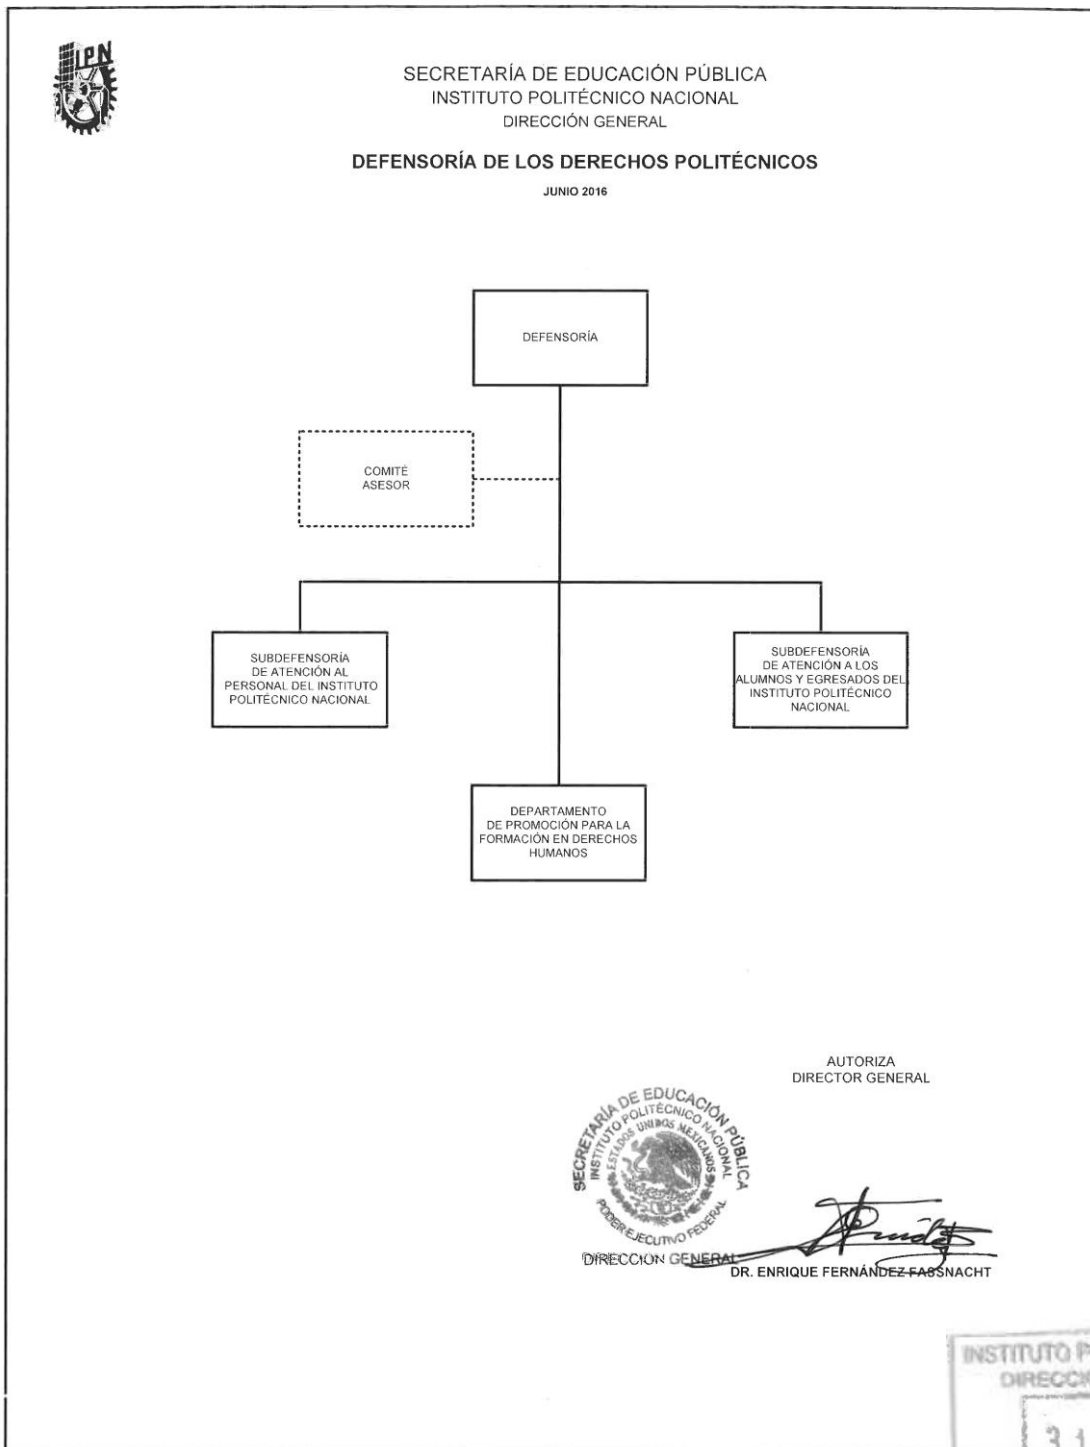 IPN
SECRETARÍA DE EDUCACIÓN PÚBLICA
INSTITUTO POLITÉCNICO NACIONAL
DIRECCIÓN GENERAL
DEFENSORÍA DE LOS DERECHOS POLITÉCNICOS
JUNIO 2016
DEFENSORÍA
COMITÉ
ASESOR
SUBDEFENSORÍA
DE ATENCIÓN AL
PERSONAL DEL INSTITUTO
POLITÉCNICO NACIONAL
SUBDEFENSORÍA
DE ATENCIÓN A LOS
ALUMNOS Y EGRESADOS DEL
INSTITUTO POLITÉCNICO
NACIONAL
DEPARTAMENTO
DE PROMOCIÓN PARA LA
FORMACIÓN EN DERECHOS
HUMANOS
AUTORIZA
DIRECTOR GENERAL
SECRETARÍA DE EDUCACIÓN PÚBLICA
INSTITUTO POLITÉCNICO NACIONAL
ESTADOS UNIDOS MEXICANOS
PODER EJECUTIVO FEDERAL
DIRECCIÓN GENERAL
DR. ENRIQUE FERNÁNDEZ FASSNACHT
INSTITUTO P
DIRECCI
3 1